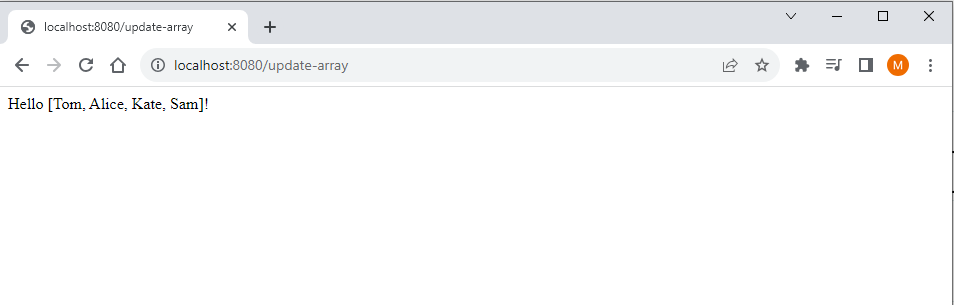 localhost:8080/update-array
localhost:8080/update-array
M
Hello [Tom, Alice, Kate, Sam]!